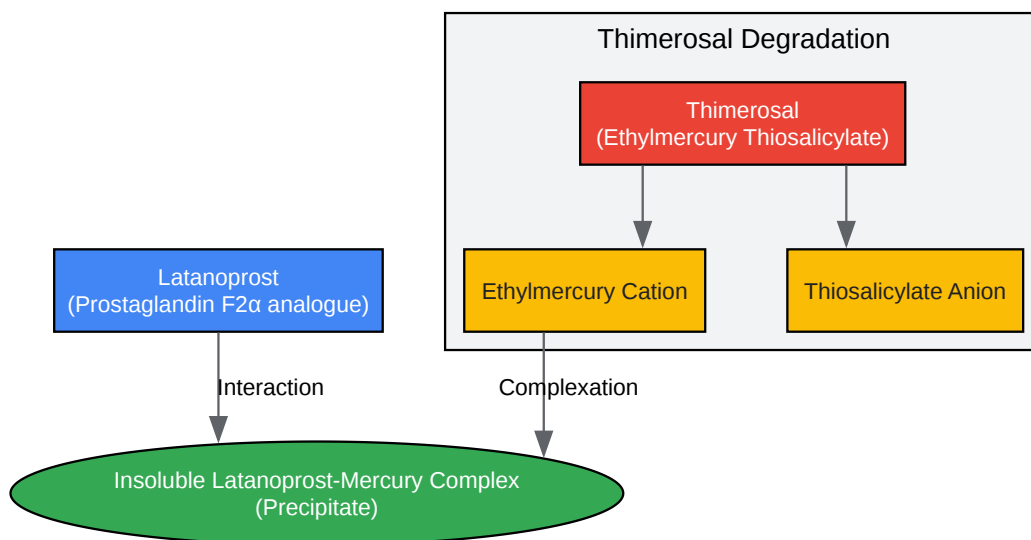 Thimerosal Degradation
Thimerosal
(Ethylmercury Thiosalicylate)
Latanoprost
(Prostaglandin F2α analogue)
Ethylmercury Cation
Thiosalicylate Anion
Interaction
Complexation
Insoluble Latanoprost-Mercury Complex
(Precipitate)